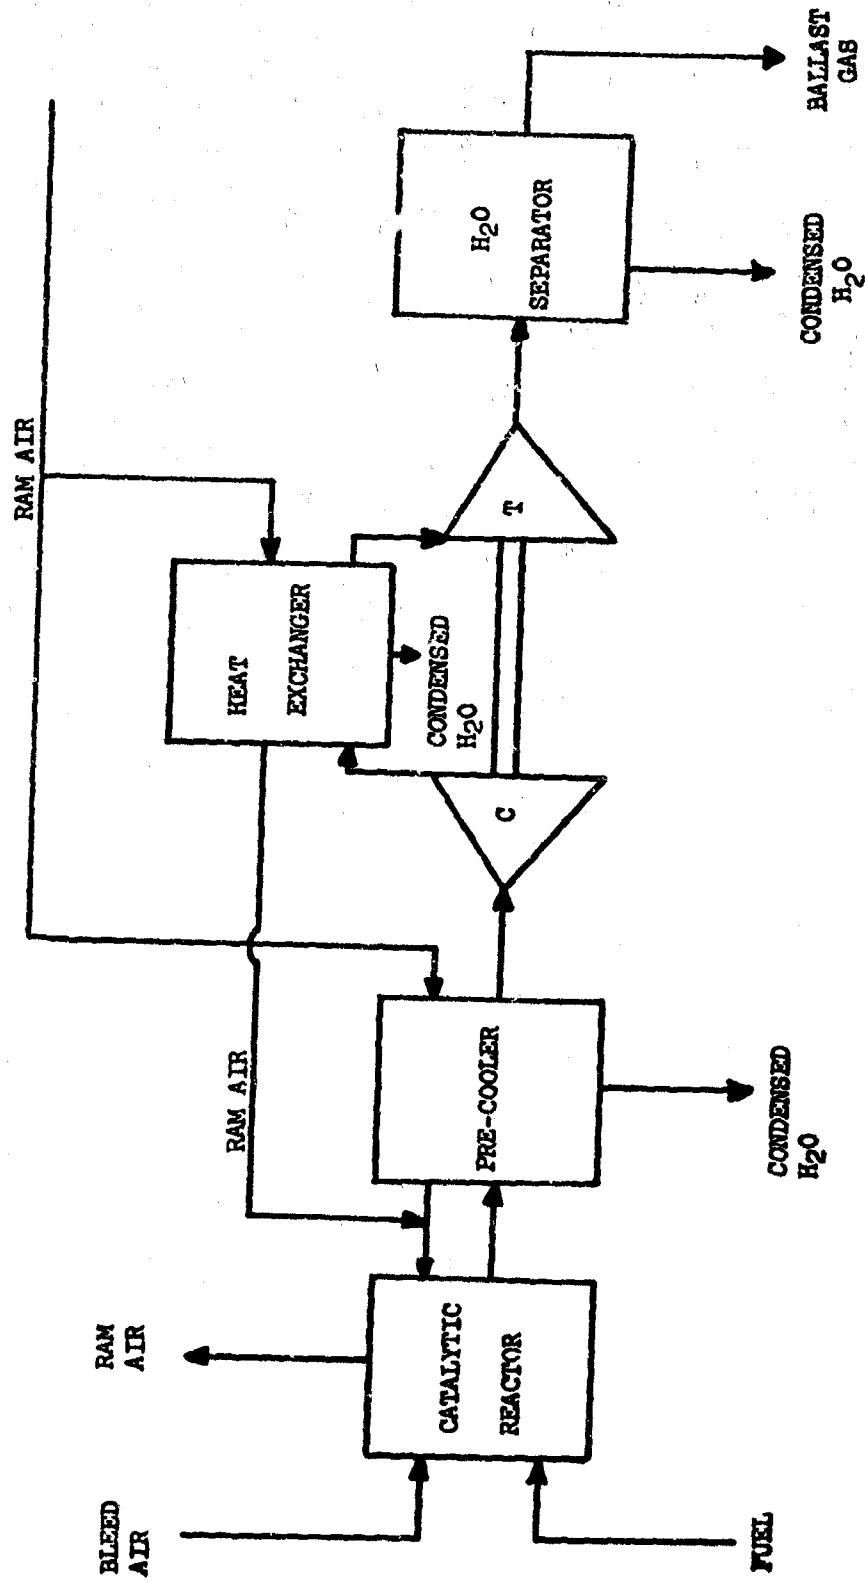 BLEED
AIR
FUEL
RAM
AIR
CATALYTIC
REACTOR
RAM AIR
PRE-COOLER
CONDENSED
H2O
C
RAM AIR
HEAT
EXCHANGER
CONDENSED
H2O
T
H2O
SEPARATOR
CONDENSED
H2O
BALLAST
GAS